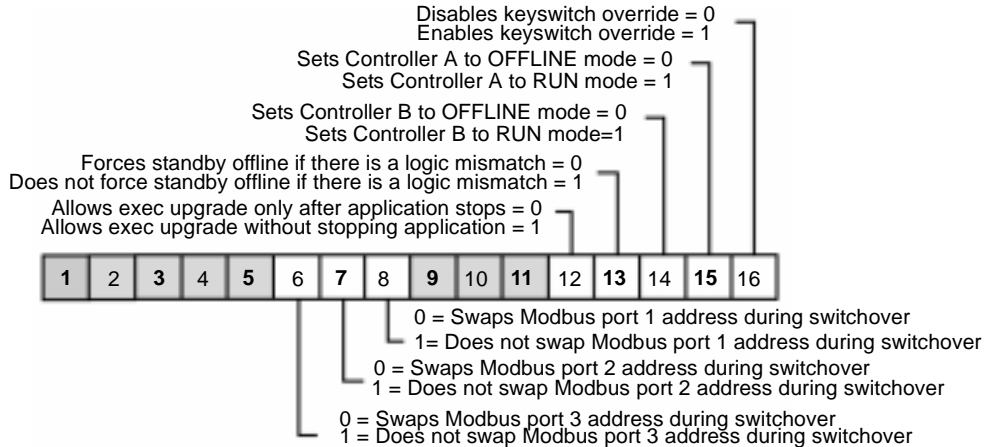 Disables keyswitch override = 0
Enables keyswitch override = 1
Sets Controller A to OFFLINE mode = 0
Sets Controller A to RUN mode = 1
Sets Controller B to OFFLINE mode = 0
Sets Controller B to RUN mode=1
Forces standby offline if there is a logic mismatch = 0
Does not force standby offline if there is a logic mismatch = 1
Allows exec upgrade only after application stops = 0
Allows exec upgrade without stopping application = 1
1 2 3 4 5 6 7 8 9 10 11 12 13 14 15 16
0 = Swaps Modbus port 1 address during switchover
1= Does not swap Modbus port 1 address during switchover
0 = Swaps Modbus port 2 address during switchover
1 = Does not swap Modbus port 2 address during switchover
0 = Swaps Modbus port 3 address during switchover
1 = Does not swap Modbus port 3 address during switchover